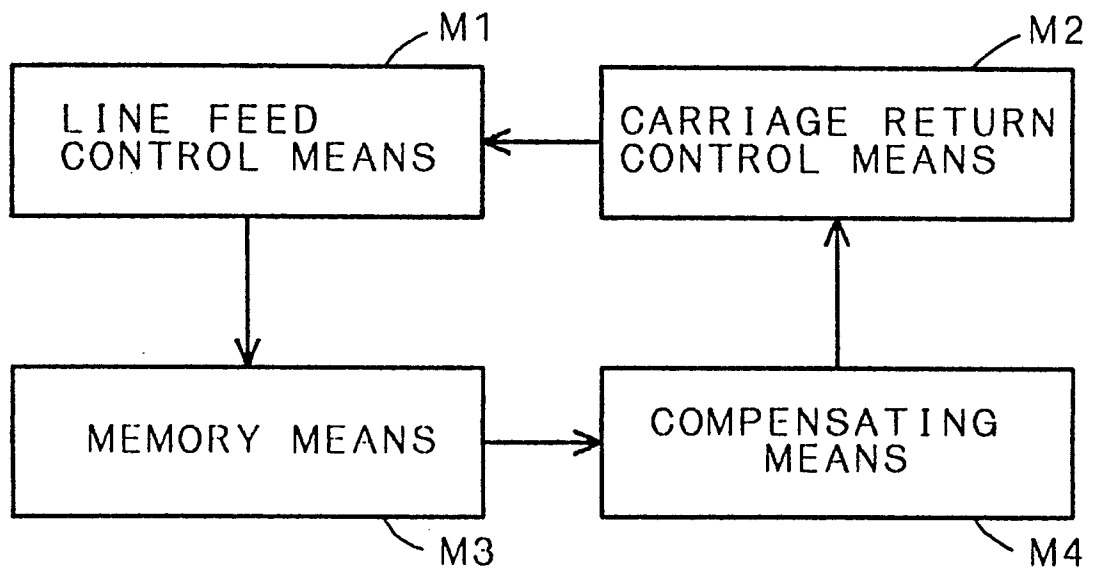 M1
M2
LINE FEED
CONTROL MEANS
CARRIAGE RETURN
CONTROL MEANS
MEMORY MEANS
COMPENSATING
MEANS
M3
M4